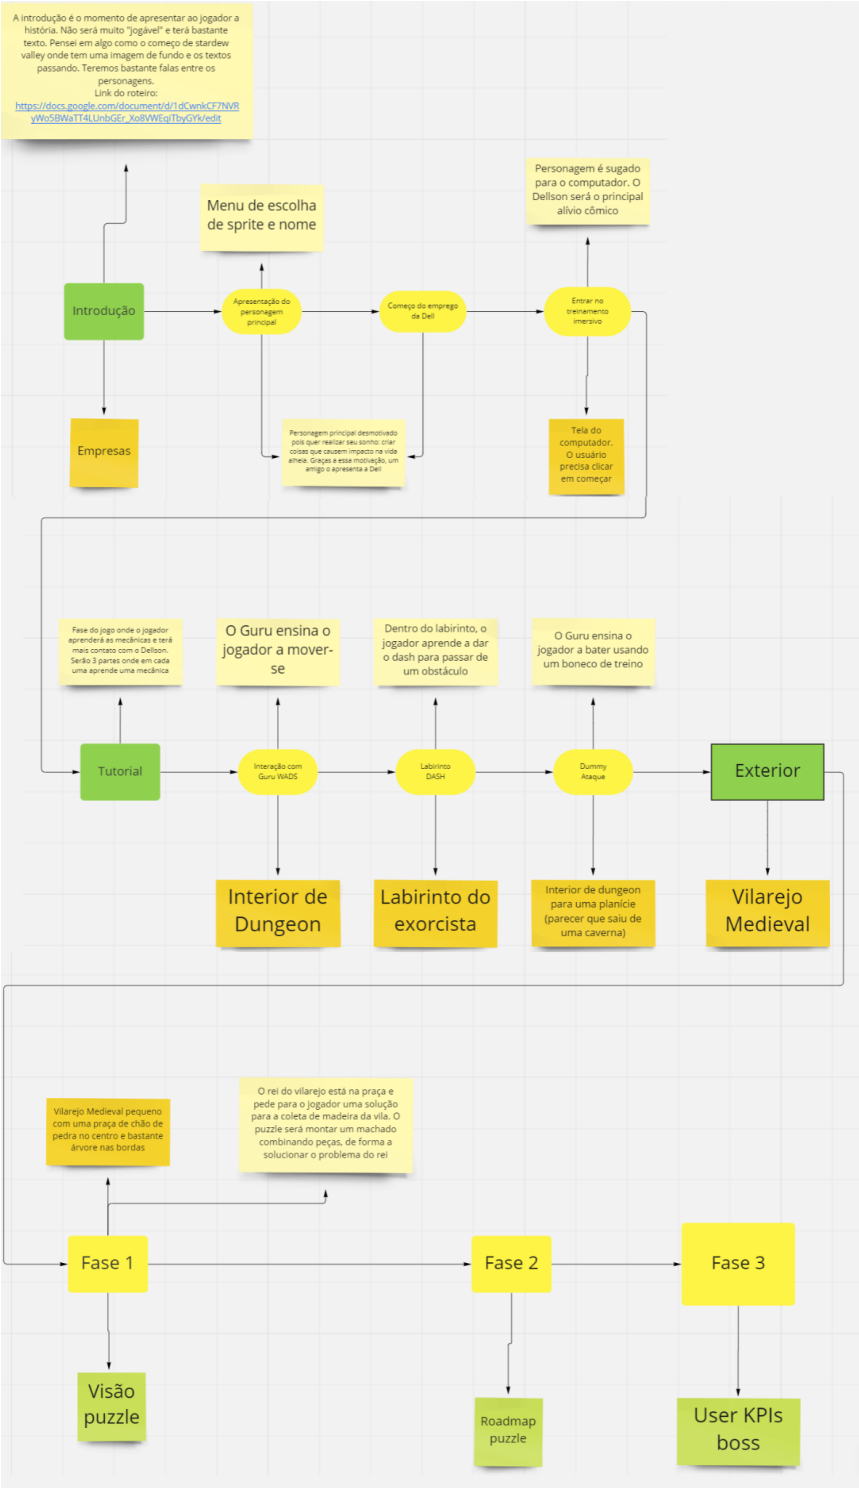 A introdução é o momento de apresentar ao jogador a
história. Não será muito "jogável" e terá bastante
texto. Pensei em algo como o começo de stardew
valley onde tem uma imagem de fundo e os textos
passando. Teremos bastante falas entre os
personagens.
Link do roteiro:
https://docs.google.com/document/d/1dCwnkCF7NVR
yWo5BWaTT4LUnbGEr_Xo8VWEqiTbyGYk/edit
Menu de escolha
de sprite e nome
Personagem é sugado
para o computador. O
Dellson será o principal
alívio cômico
Introdução
Apresentação do
personagem
principal
Começo do emprego
da Dell
Entrar no
treinamento
imersivo
Empresas
Personagem principal desmotivado
pois quer realizar seu sonho: criar
coisas que causem impacto na vida
alheia. Graças a essa motivação, um
amigo o apresenta a Dell
Tela do
computador.
O usuário
precisa clicar
em começar
Fase do jogo onde o jogador
aprenderá as mecânicas e terá
mais contato com o Dellson.
Serão 3 partes onde em cada
uma aprende uma mecânica
O Guru ensina o
jogador a mover-
se
Dentro do labirinto, o
jogador aprende a dar
o dash para passar de
um obstáculo
O Guru ensina o
jogador a bater usando
um boneco de treino
Tutorial
Interação com
Guru WADS
Labirinto
DASH
Dummy
Ataque
Exterior
Interior de
Dungeon
Labirinto do
exorcista
Interior de dungeon
para uma planície
(parecer que saiu de
uma caverna)
Vilarejo
Medieval
Vilarejo Medieval pequeno
com uma praça de chão de
pedra no centro e bastante
árvore nas bordas
O rei do vilarejo está na praça e
pede para o jogador uma solução
para a coleta de madeira da vila. O
puzzle será montar um machado
combinando peças, de forma a
solucionar o problema do rei
Fase 1
Fase 2
Fase 3
Visão
puzzle
Roadmap
puzzle
User KPIs
boss